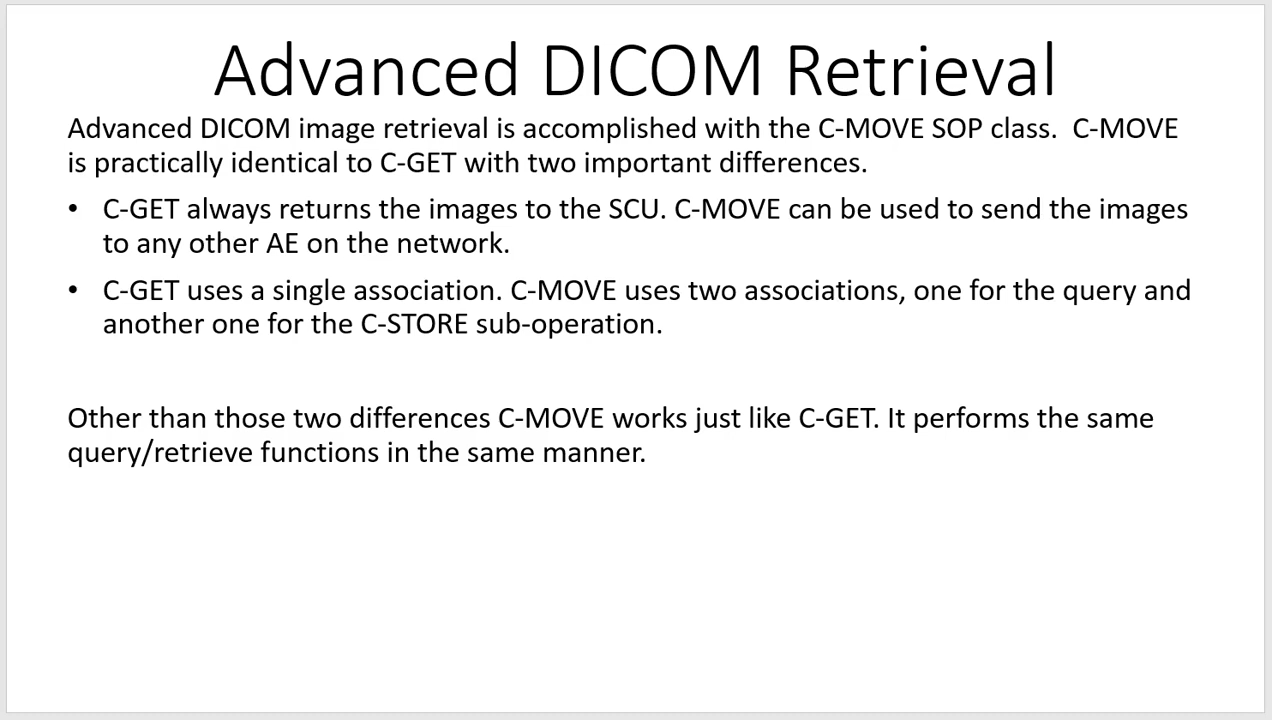 Advanced DICOM Retrieval
Advanced DICOM image retrieval is accomplished with the C-MOVE SOP class.  C-MOVE
is practically identical to C-GET with two important differences.
• C-GET always returns the images to the SCU. C-MOVE can be used to send the images
to any other AE on the network.
• C-GET uses a single association. C-MOVE uses two associations, one for the query and
another one for the C-STORE sub-operation.
Other than those two differences C-MOVE works just like C-GET. It performs the same
query/retrieve functions in the same manner.